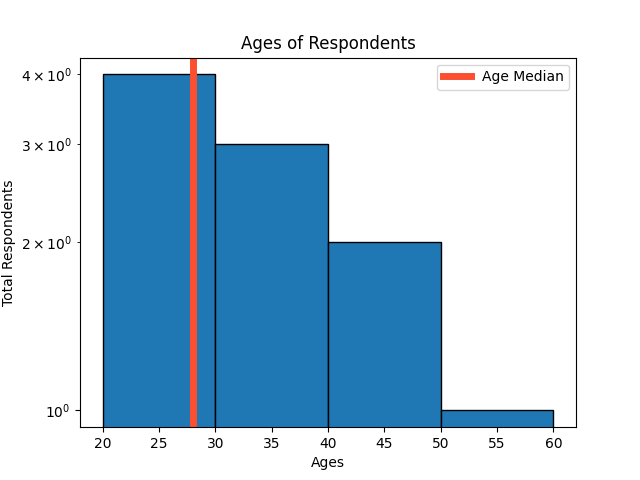 Ages of Respondents
Age Median
Total Respondents
4 × 10⁰
3 × 10⁰
2 × 10⁰
10⁰
20 25 30 35 40 45 50 55 60
Ages